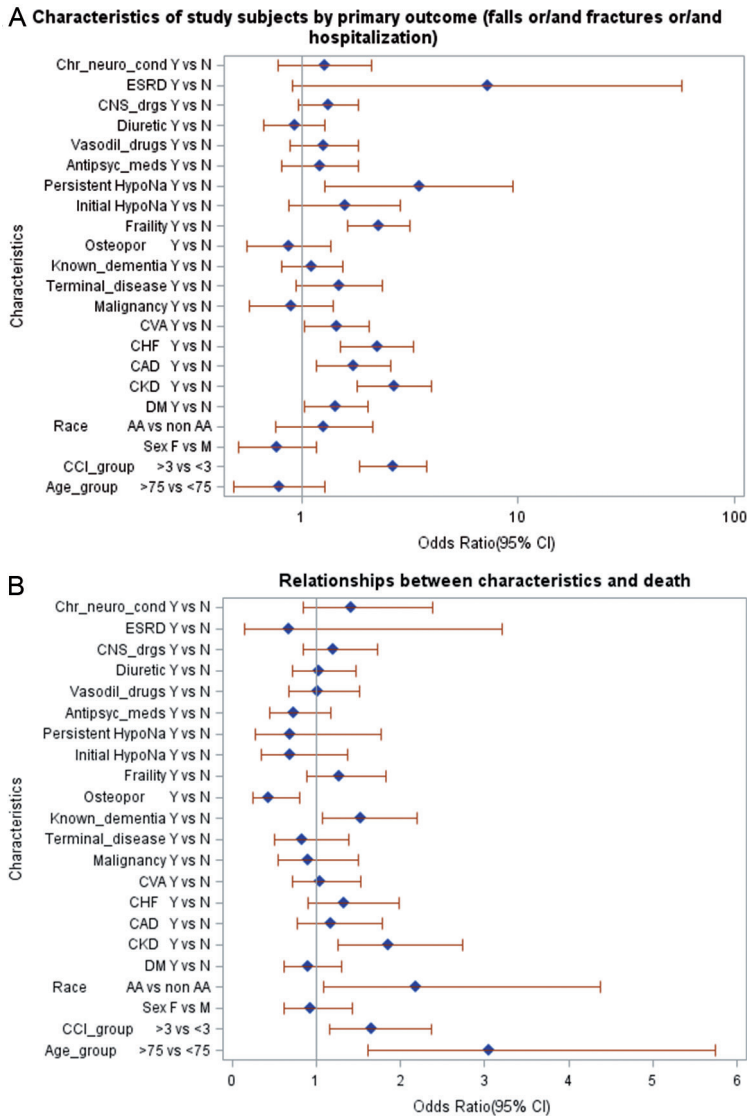 A Characteristics of study subjects by primary outcome (falls or/and fractures or/and
hospitalization)
Chr_neuro_cond Y vs N
ESRD Y vs N
CNS_drgs Y vs N
Diuretic Y vs N
Vasodil_drugs Y vs N
Antipsyc_meds Y vs N
Persistent HypoNa Y vs N
Initial HypoNa Y vs N
Fraility Y vs N
Osteopor Y vs N
Known_dementia Y vs N
Terminal_disease Y vs N
Malignancy Y vs N
CVA Y vs N
CHF Y vs N
CAD Y vs N
CKD Y vs N
DM Y vs N
Race AA vs non AA
Sex F vs M
CCI_group >3 vs <3
Age_group >75 vs <75
Characteristics
1 10 100
Odds Ratio(95% CI)
B Relationships between characteristics and death
Chr_neuro_cond Y vs N
ESRD Y vs N
CNS_drgs Y vs N
Diuretic Y vs N
Vasodil_drugs Y vs N
Antipsyc_meds Y vs N
Persistent HypoNa Y vs N
Initial HypoNa Y vs N
Fraility Y vs N
Osteopor Y vs N
Known_dementia Y vs N
Terminal_disease Y vs N
Malignancy Y vs N
CVA Y vs N
CHF Y vs N
CAD Y vs N
CKD Y vs N
DM Y vs N
Race AA vs non AA
Sex F vs M
CCI_group >3 vs <3
Age_group >75 vs <75
Characteristics
0 1 2 3 4 5 6
Odds Ratio(95% CI)